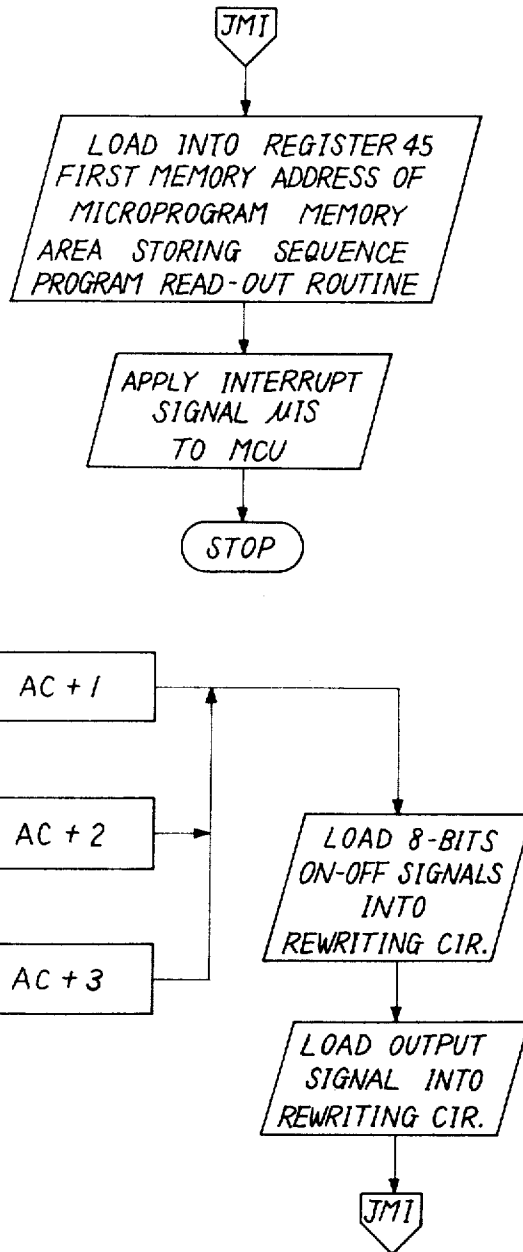 JMI
LOAD INTO REGISTER 45
FIRST MEMORY ADDRESS OF
MICROPROGRAM MEMORY
AREA STORING SEQUENCE
PROGRAM READ-OUT ROUTINE
APPLY INTERRUPT
SIGNAL μIS
TO MCU
STOP
AC + 1
AC + 2
AC + 3
LOAD 8-BITS
ON-OFF SIGNALS
INTO
REWRITING CIR.
LOAD OUTPUT
SIGNAL INTO
REWRITING CIR.
JMI